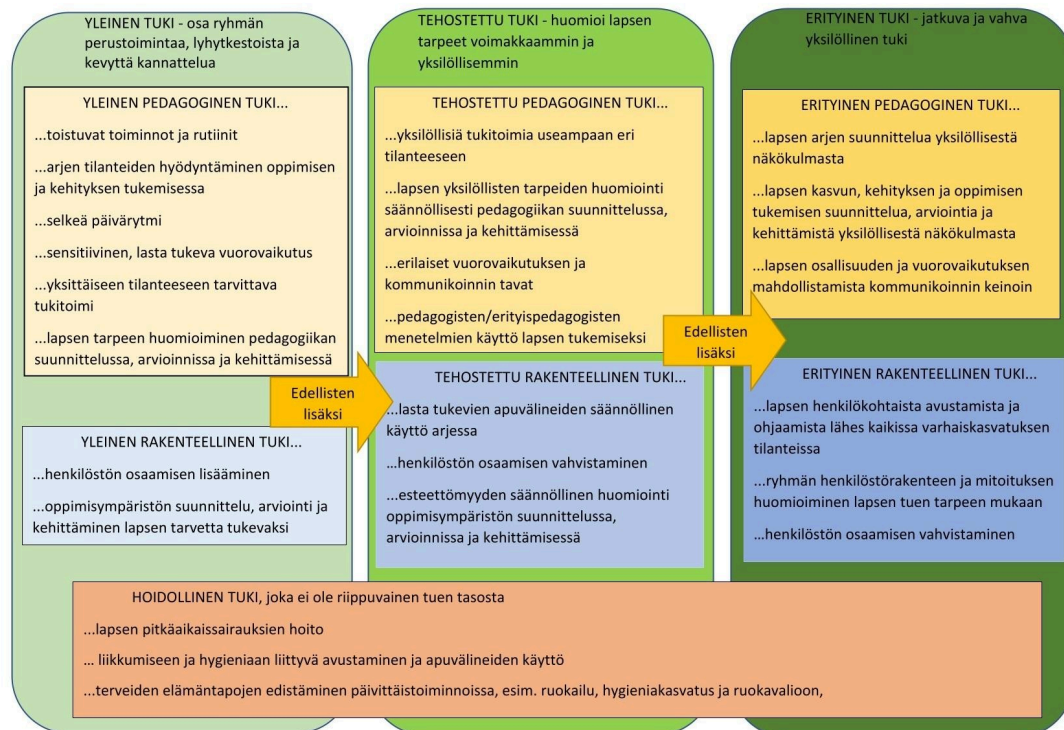 YLEINEN TUKI - osa ryhmän
perustoimintaa, lyhytkestoista ja
kevyttä kannattelua
YLEINEN PEDAGOGINEN TUKI...
...toistuvat toiminnot ja rutiinit
...arjen tilanteiden hyödyntäminen oppimisen
ja kehityksen tukemisessa
...selkeä päivärytmi
...sensitiivinen, lasta tukeva vuorovaikutus
...yksittäiseen tilanteeseen tarvittava
tukitoimi
...lapsen tarpeen huomioiminen pedagogiikan
suunnittelussa, arvioinnissa ja kehittämisessä
Edellisten
lisäksi
YLEINEN RAKENTEELLINEN TUKI...
...henkilöstön osaamisen lisääminen
...oppimisympäristön suunnittelu, arviointi ja
kehittäminen lapsen tarvetta tukevaksi
TEHOSTETTU TUKI - huomioi lapsen
tarpeet voimakkaammin ja
yksilöllisemmin
TEHOSTETTU PEDAGOGINEN TUKI...
...yksilöllisiä tukitoimia useampaan eri
tilanteeseen
...lapsen yksilöllisten tarpeiden huomiointi
säännöllisesti pedagogiikan suunnittelussa,
arvioinnissa ja kehittämisessä
...erilaiset vuorovaikutuksen ja
kommunikoinnin tavat
...pedagogisten/erityispedagogisten
menetelmien käyttö lapsen tukemiseksi
Edellisten
lisäksi
TEHOSTETTU RAKENTEELLINEN TUKI...
...lasta tukevien apuvälineiden säännöllinen
käyttö arjessa
...henkilöstön osaamisen vahvistaminen
...esteettömyyden säännöllinen huomiointi
oppimisympäristön suunnittelussa,
arvioinnissa ja kehittämisessä
ERITYINEN TUKI - jatkuva ja vahva
yksilöllinen tuki
ERITYINEN PEDAGOGINEN TUKI...
...lapsen arjen suunnittelua yksilöllisestä
näkökulmasta
...lapsen kasvun, kehityksen ja oppimisen
tukemisen suunnittelua, arviointia ja
kehittämistä yksilöllisestä näkökulmasta
...lapsen osallisuuden ja vuorovaikutuksen
mahdollistamista kommunikoinnin keinoin
ERITYINEN RAKENTEELLINEN TUKI...
...lapsen henkilökohtaista avustamista ja
ohjaamista lähes kaikissa varhaiskasvatuksen
tilanteissa
...ryhmän henkilöstörakenteen ja mitoituksen
huomioiminen lapsen tuen tarpeen mukaan
...henkilöstön osaamisen vahvistaminen
HOIDOLLINEN TUKI, joka ei ole riippuvainen tuen tasosta
...lapsen pitkäaikaissairauksien hoito
... liikkumiseen ja hygieniaan liittyvä avustaminen ja apuvälineiden käyttö
...terveiden elämäntapojen edistäminen päivittäistoiminnoissa, esim. ruokailu, hygieniakasvatus ja ruokavalioon,